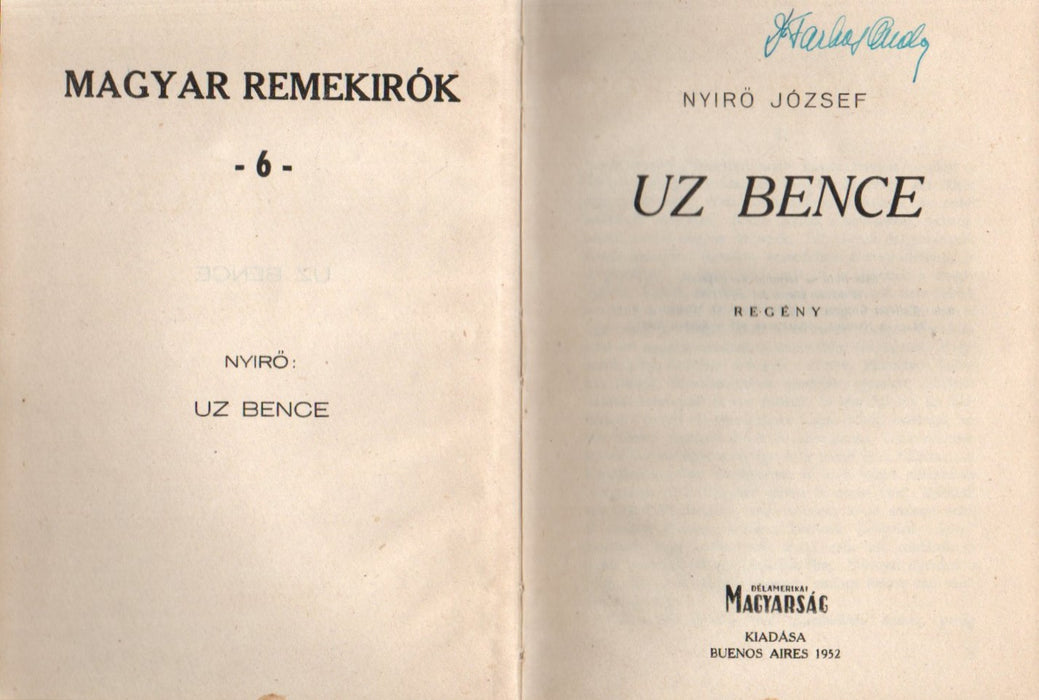 MAGYAR REMEKIRÓK
- 6 -
NYIRŐ:
UZ BENCE
NYIRŐ JÓZSEF
UZ BENCE
REGÉNY
DÉLAMERIKAI
MAGYARSÁG
KIADÁSA
BUENOS AIRES 1952